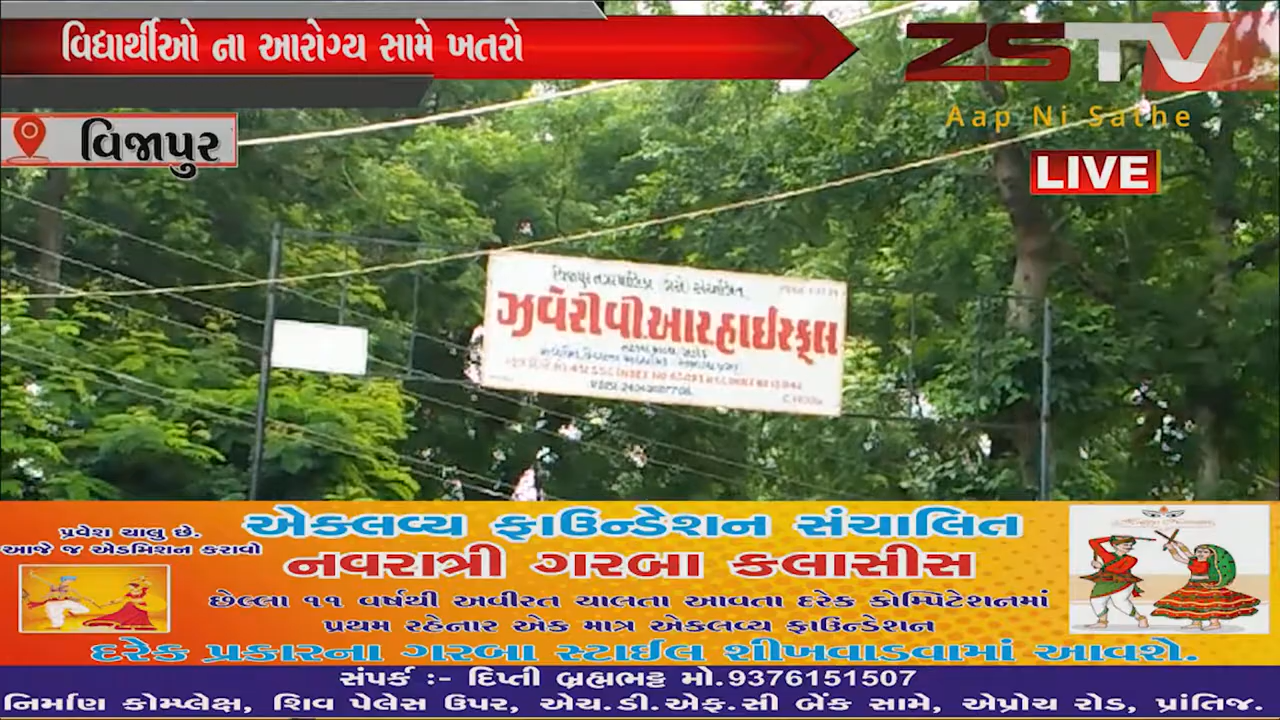 વિદ્યાર્થીઓ ના આરોગ્ય સામે ખતરો
ZSTV
Aap Ni Sathe
વિજાપુર
LIVE
વિજાપુર નગરપાલિકા સંચાલિત
ઝવેરી વી આર હાઈસ્કૂલ
પ્રવેશ ચાલુ છે.
આજે જ એડમિશન કરાવો
એકલવ્ય ફાઉન્ડેશન સંચાલિત
નવરાત્રી ગરબા કલાસીસ
છેલ્લા ૧૧ વર્ષથી અવીરત ચાલતા આવતા દરેક કોમ્પિટેશનમાં
પ્રથમ રહેનાર એક માત્ર એકલવ્ય ફાઉન્ડેશન
દરેક પ્રકારના ગરબા સ્ટાઈલ શીખવાડવામાં આવશે.
સંપર્ક :- દિપ્તી બ્રહ્મભટ્ટ મો.9376151507
નિર્માણ કોમ્પ્લેક્ષ, શિવ પેલેસ ઉપર, એચ.ડી.એફ.સી બેંક સામે, એપ્રોચ રોડ, પ્રાંતિજ.